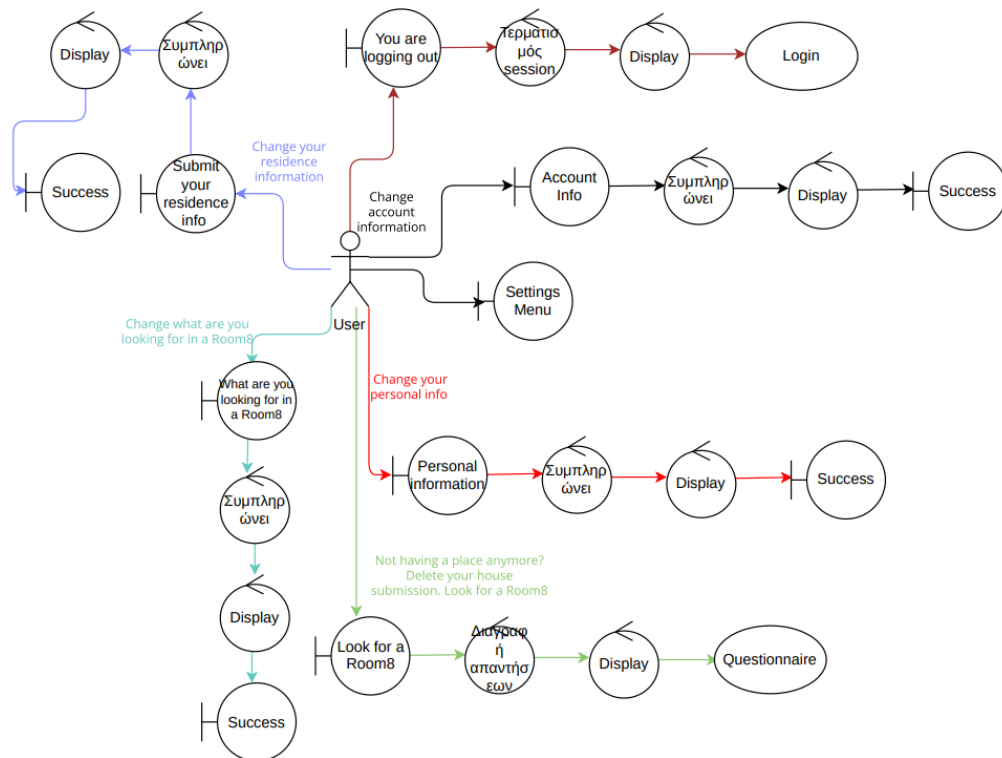 You are
logging out
Τερματισ
μός
session
Display
Login
Display
Συμπληρ
ώνει
Change your
residence
information
Success
Submit
your
residence
info
Account
Info
Συμπληρ
ώνει
Display
Success
Change
account
information
Settings
Menu
User
Change what are you
looking for in a Room8
What are you
looking for in
a Room8
Change your
personal info
Personal
information
Συμπληρ
ώνει
Display
Success
Συμπληρ
ώνει
Display
Success
Not having a place anymore?
Delete your house
submission. Look for a Room8
Look for a
Room8
Διαγραφ
ή
απαντήσ
εων
Display
Questionnaire